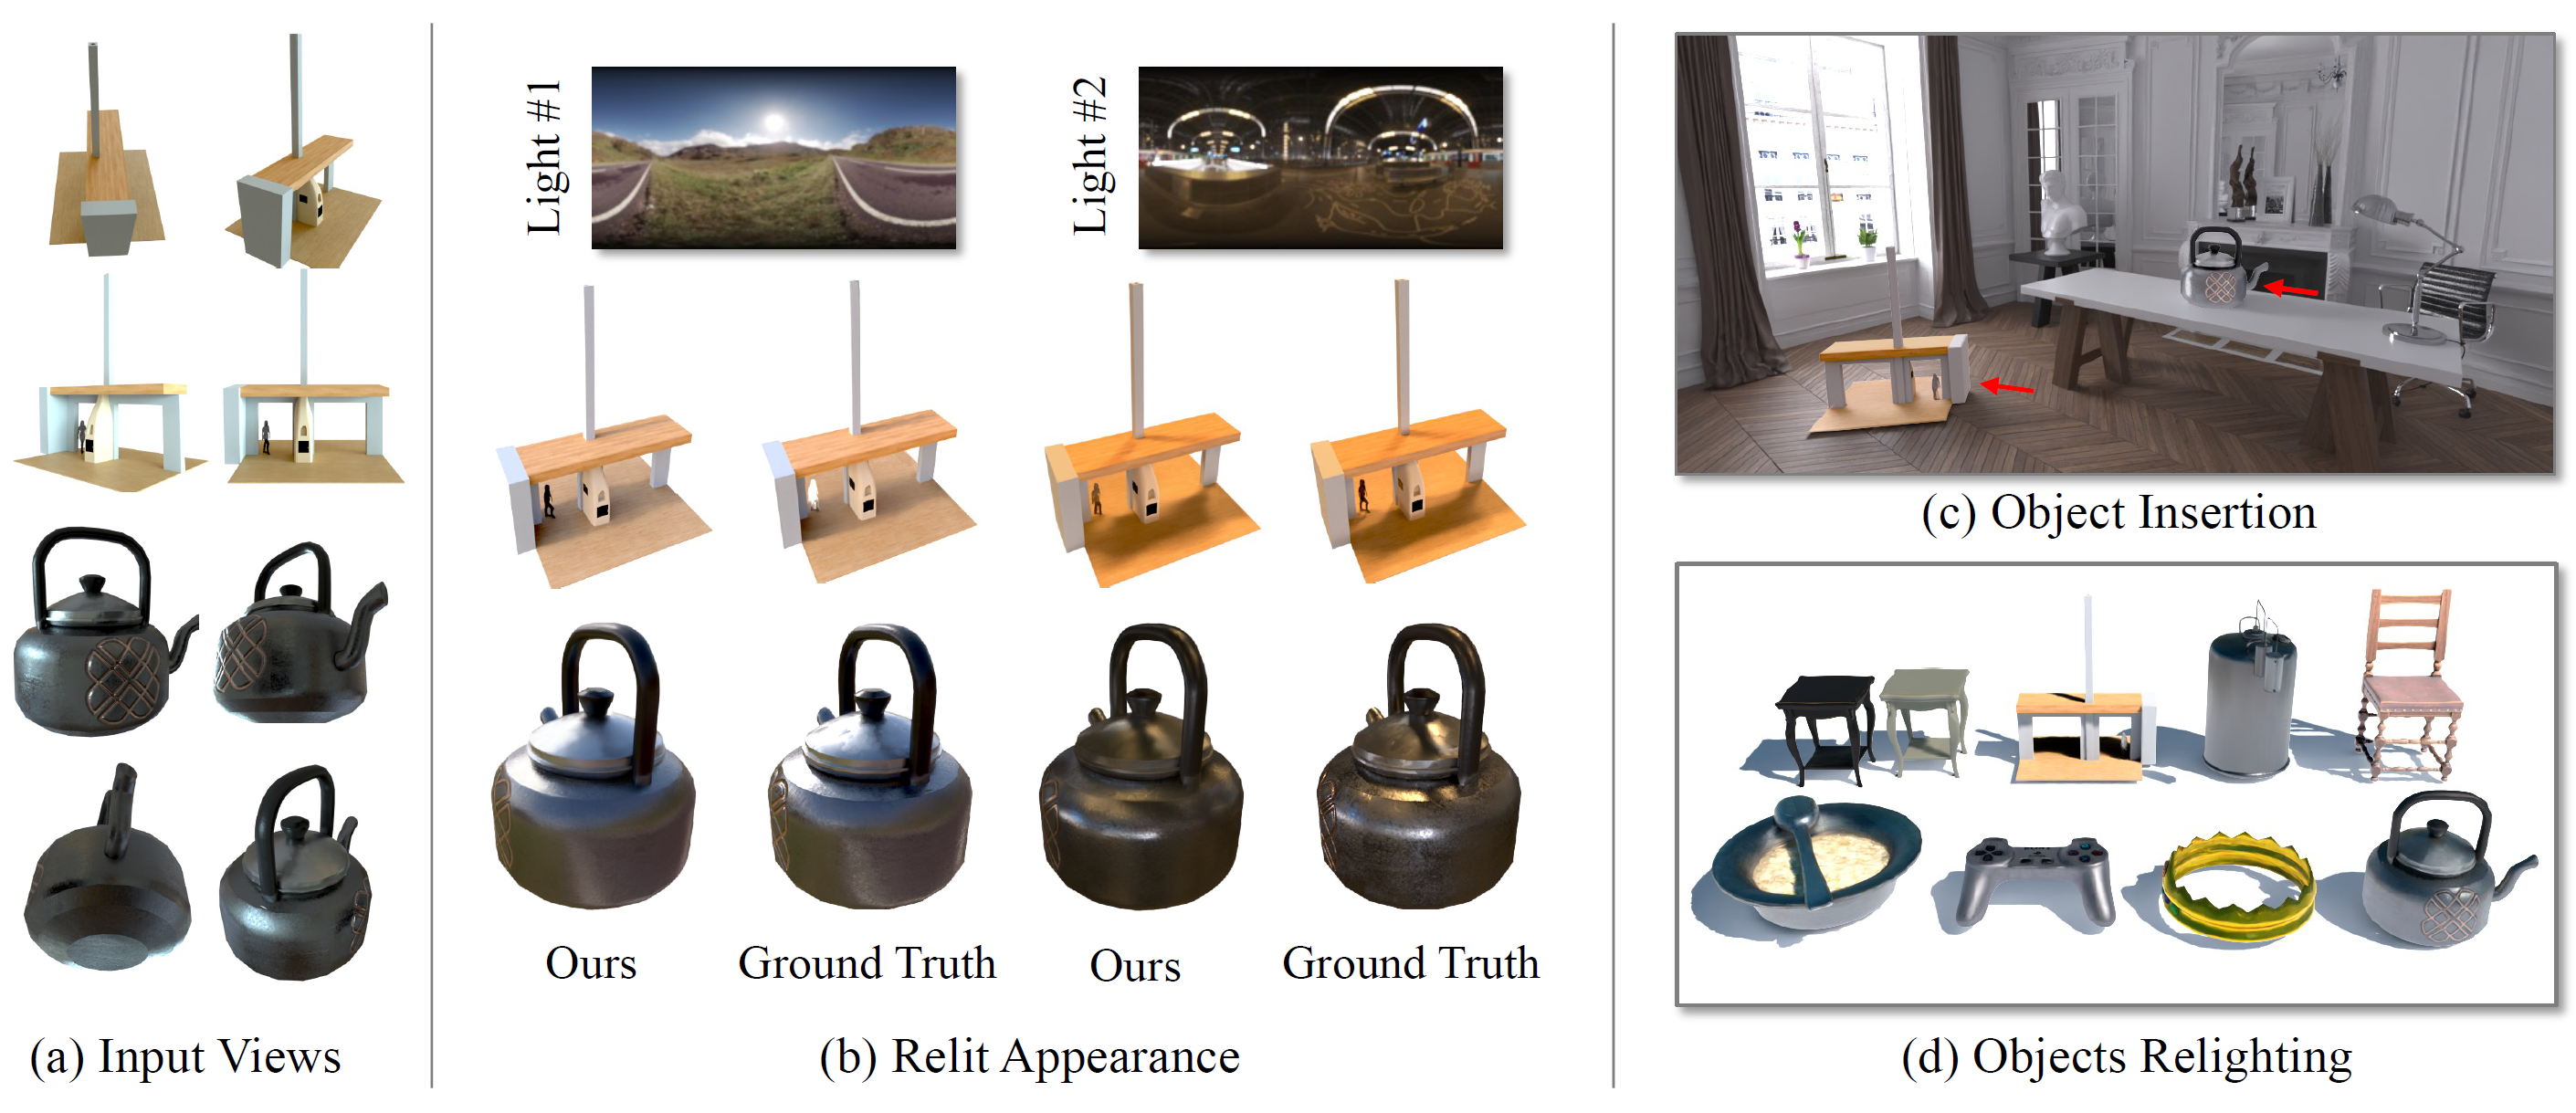 Light #1
Light #2
Ours
Ground Truth
Ours
Ground Truth
(a) Input Views
(b) Relit Appearance
(c) Object Insertion
(d) Objects Relighting